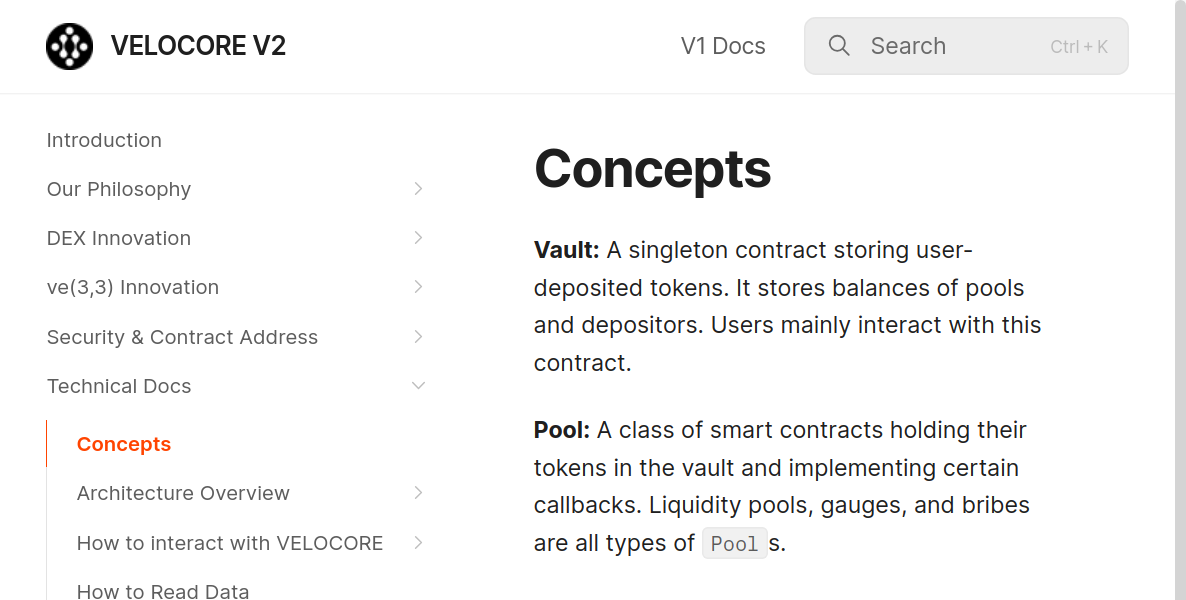 VELOCORE V2
V1 Docs
Search
Ctrl + K
Introduction
Our Philosophy
DEX Innovation
ve(3,3) Innovation
Security & Contract Address
Technical Docs
Concepts
Architecture Overview
How to interact with VELOCORE
How to Read Data
Concepts
Vault: A singleton contract storing user-
deposited tokens. It stores balances of pools
and depositors. Users mainly interact with this
contract.
Pool: A class of smart contracts holding their
tokens in the vault and implementing certain
callbacks. Liquidity pools, gauges, and bribes
are all types of Pool s.